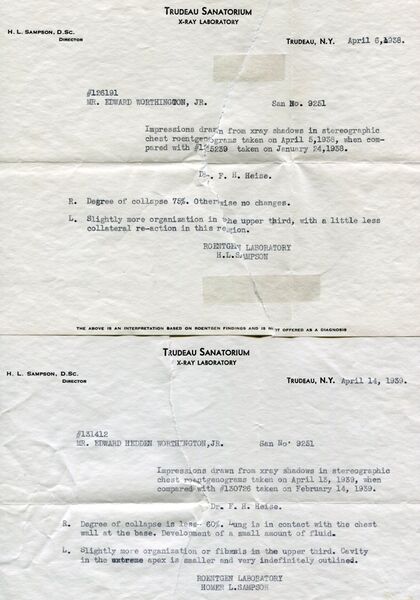 TRUDEAU SANATORIUM
X-RAY LABORATORY
H. L. SAMPSON, D.Sc.
DIRECTOR
TRUDEAU, N.Y. April 6, 1938.
#126191
MR. EDWARD WORTHINGTON, JR. San No. 9251
Impressions drawn from xray shadows in stereographic
chest roentgenograms taken on April 5,1938, when com-
pared with #125239 taken on January 24,1938.
Dr. F. H. Heise.
R. Degree of collapse 75%. Otherwise no changes.
L. Slightly more organization in the upper third, with a little less
collateral re-action in this region.
ROENTGEN LABORATORY
H.L.SAMPSON
THE ABOVE IS AN INTERPRETATION BASED ON ROENTGEN FINDINGS AND IS NOT OFFERED AS A DIAGNOSIS
TRUDEAU SANATORIUM
X-RAY LABORATORY
H. L. SAMPSON, D.Sc.
DIRECTOR
TRUDEAU, N.Y. April 14, 1939.
#131412
MR. EDWARD HEDDEN WORTHINGTON,JR. San No. 9251
Impressions drawn from xray shadows in stereographic
chest roentgenograms taken on April 13, 1939, when
compared with #130726 taken on February 14, 1939.
Dr. F. H. Heise.
R. Degree of collapse is less- 60%. Lung is in contact with the chest
wall at the base. Development of a small amount of fluid.
L. Slightly more organization or fibrosis in the upper third. Cavity
in the extreme apex is smaller and very indefinitely outlined.
ROENTGEN LABORATORY
HOMER L.SAMPSON